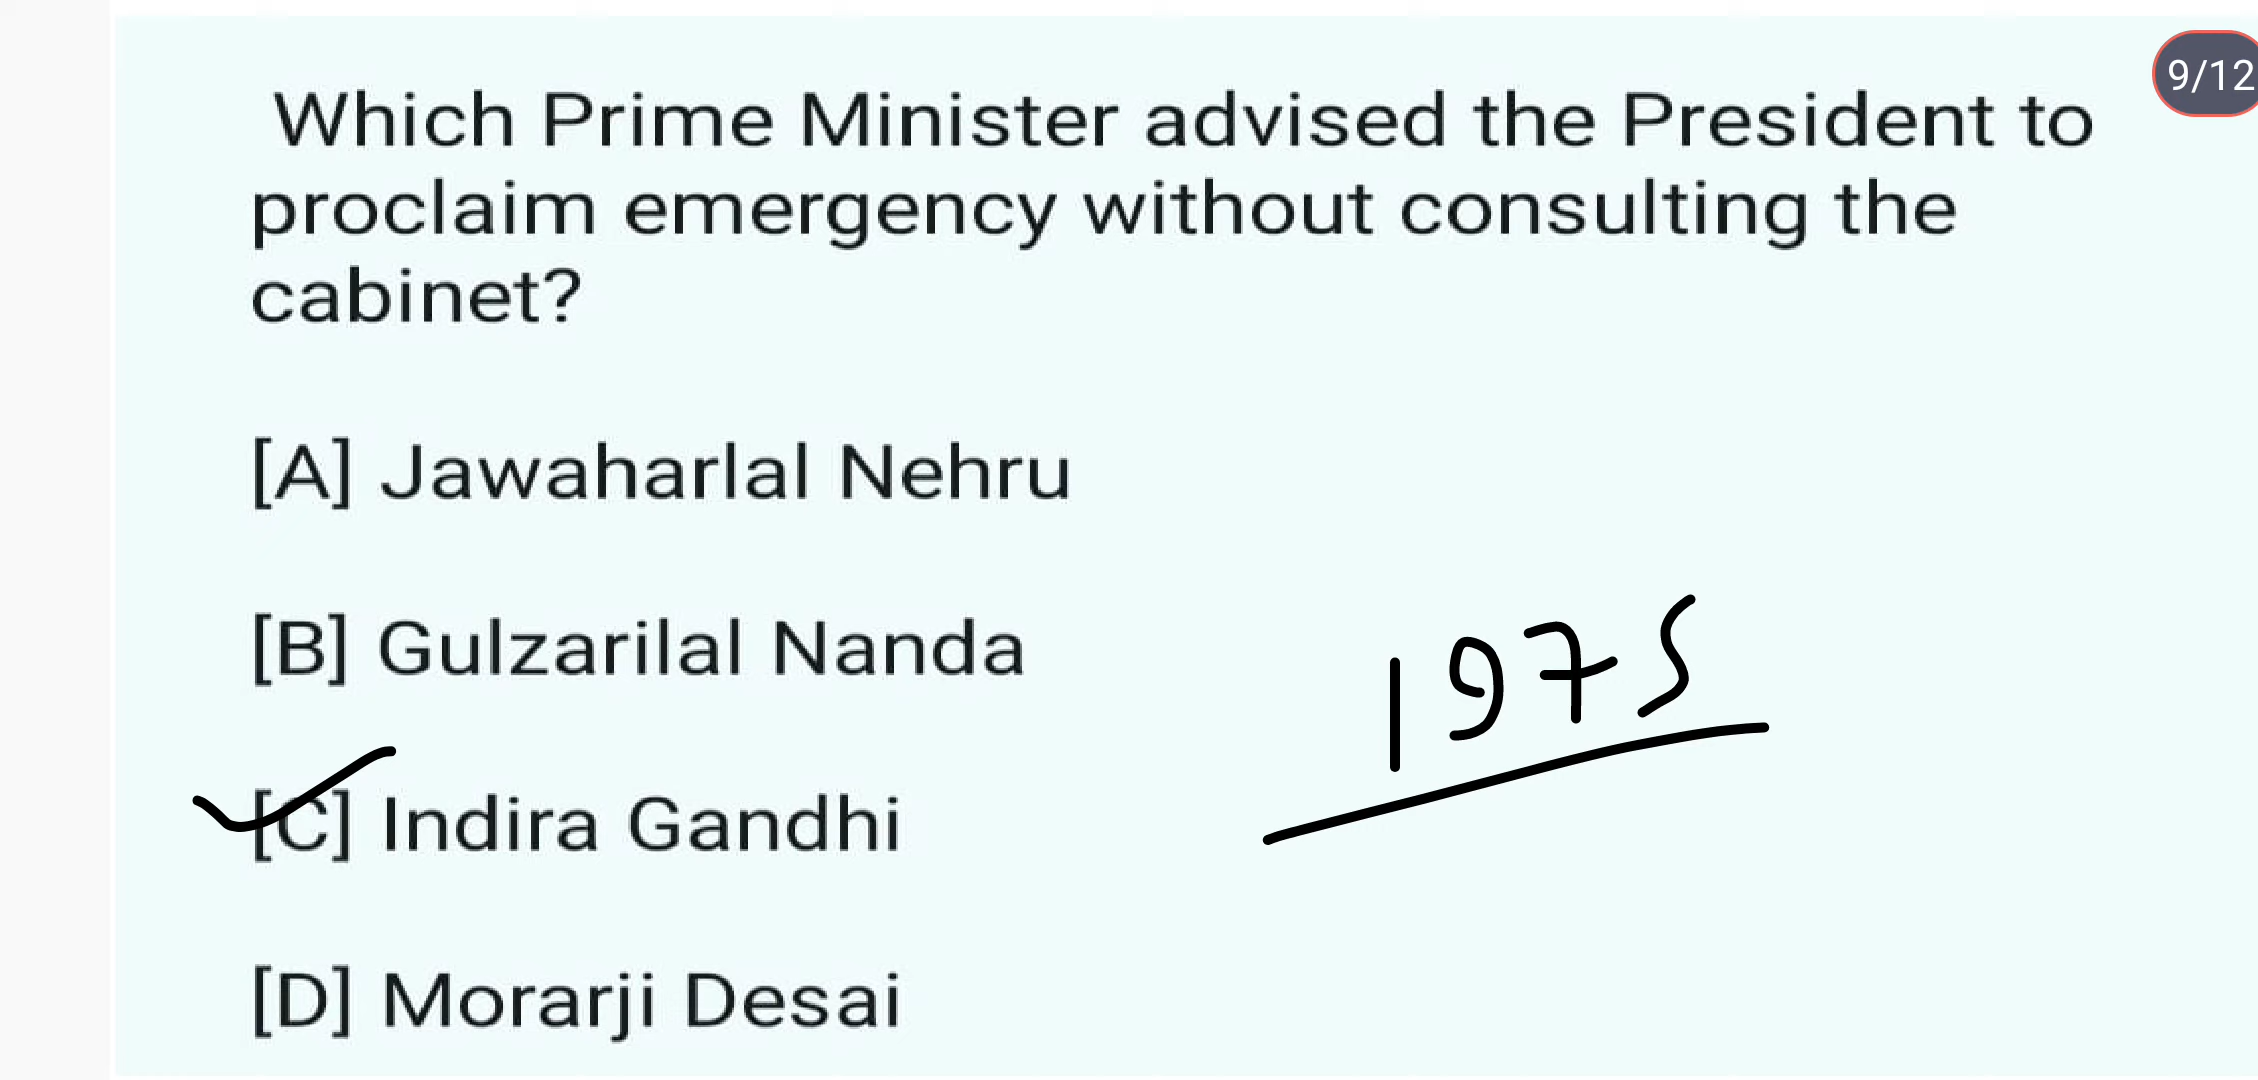 9/12
Which Prime Minister advised the President to
proclaim emergency without consulting the
cabinet?
[A] Jawaharlal Nehru
[B] Gulzarilal Nanda
1975
[C] Indira Gandhi
[D] Morarji Desai